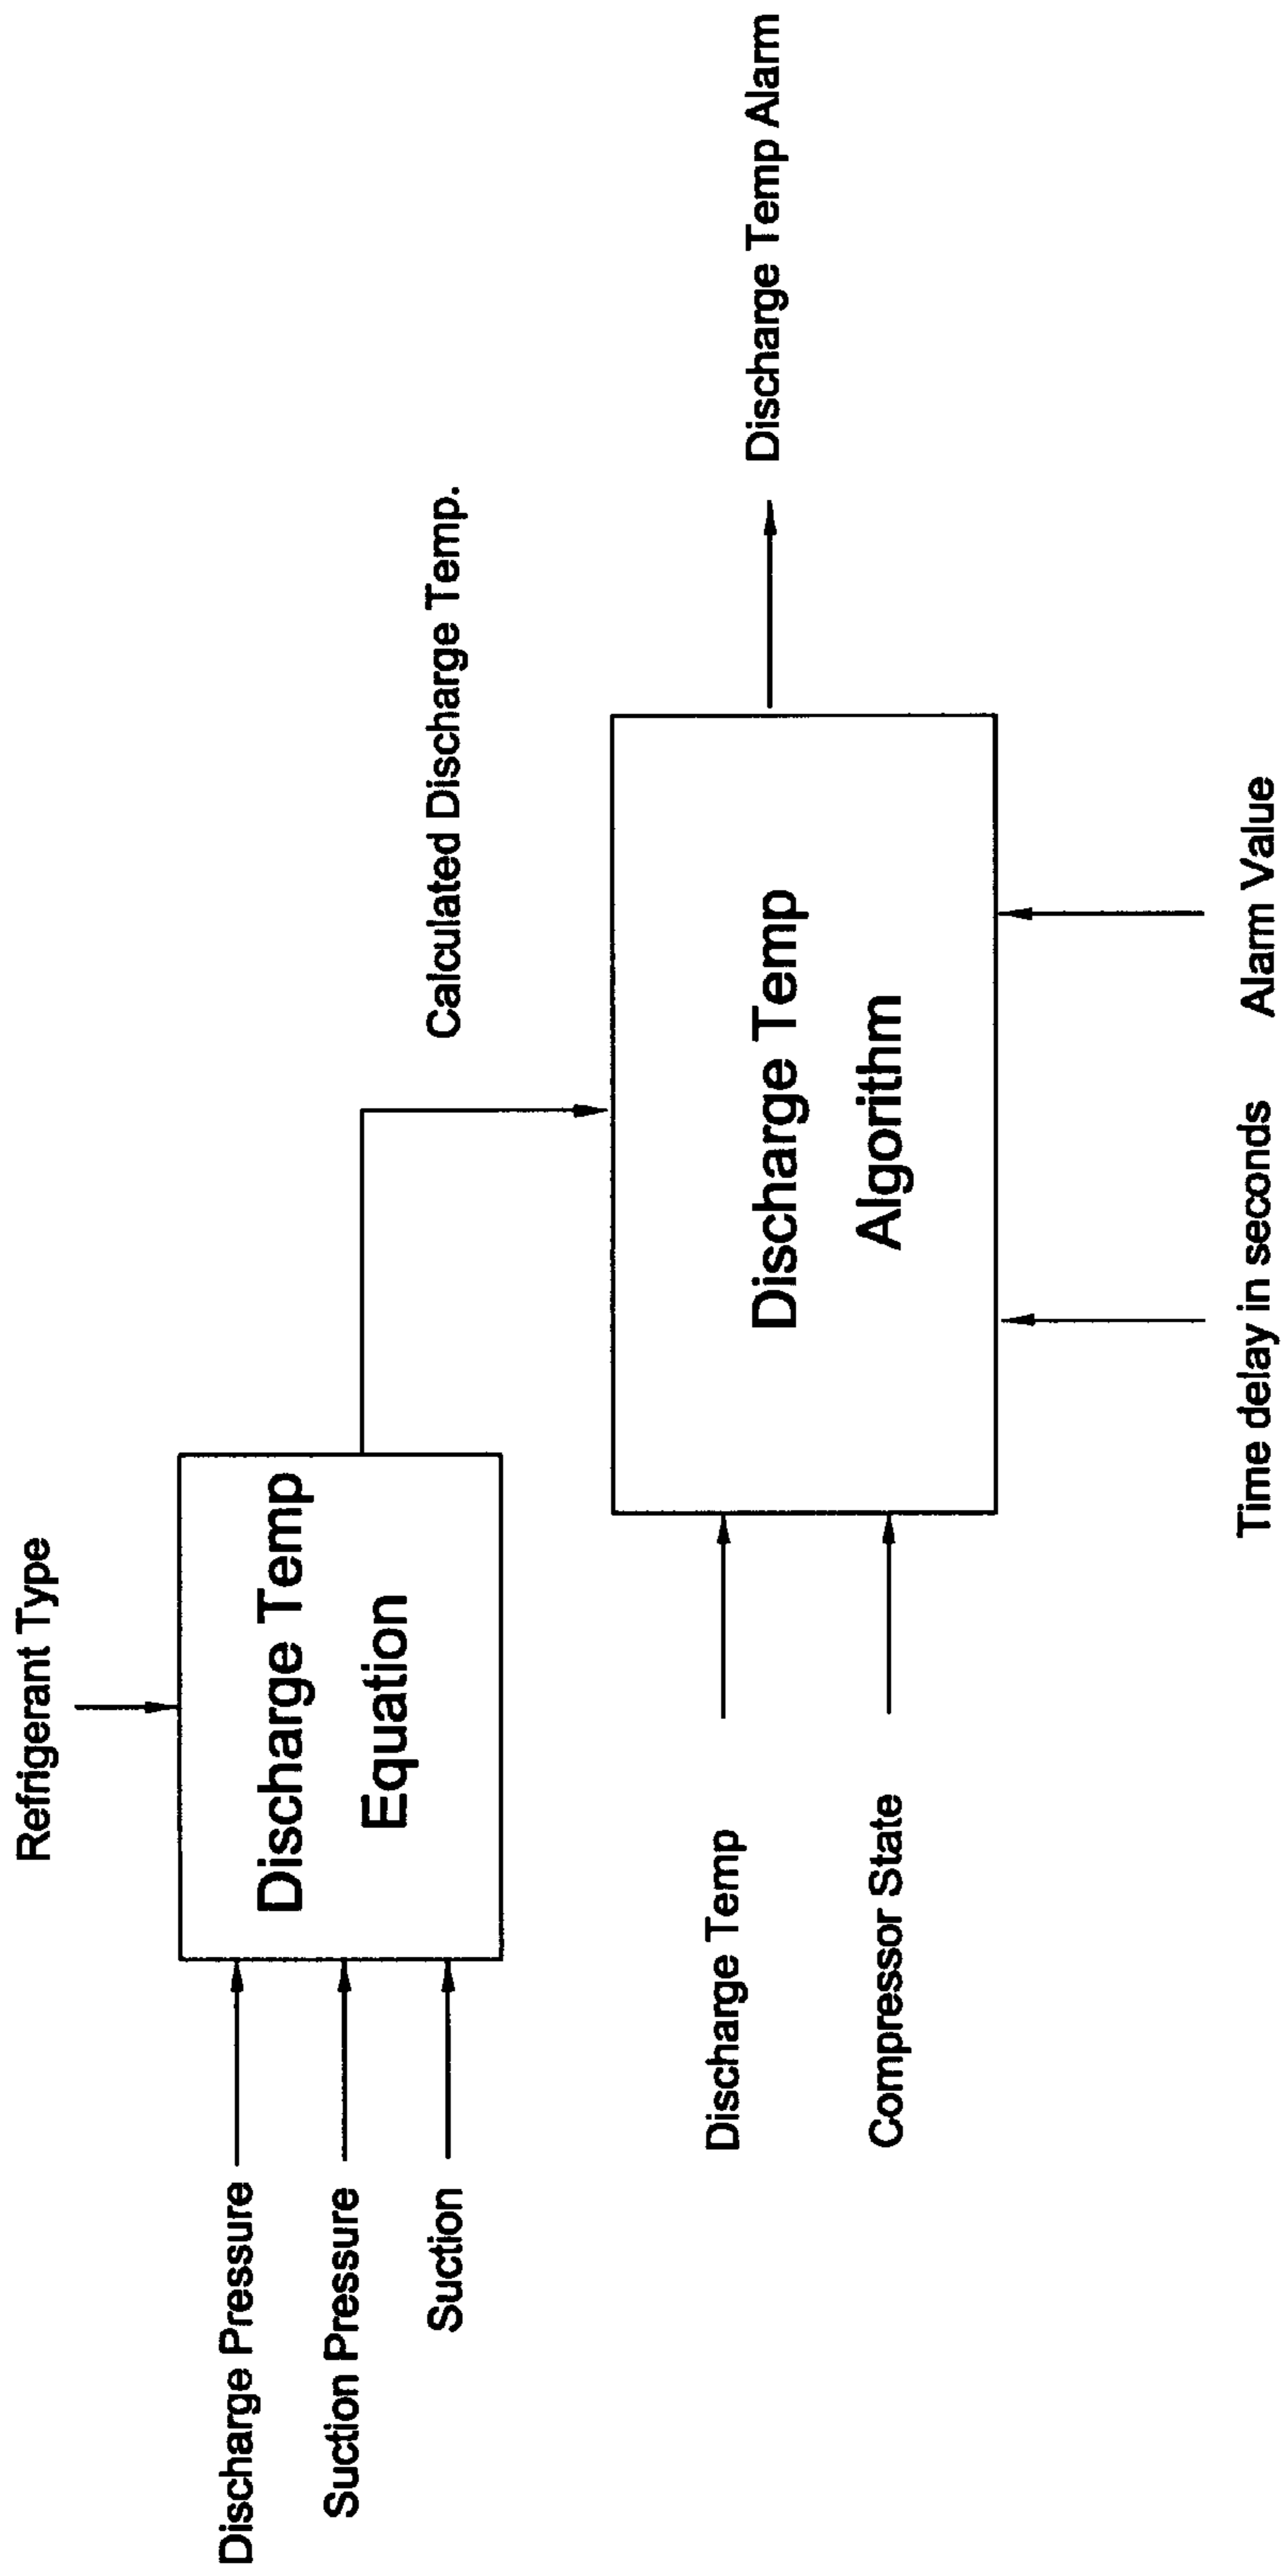 Refrigerant Type
Discharge Pressure
Suction Pressure
Suction
Discharge Temp
Equation
Calculated Discharge Temp.
Discharge Temp
Compressor State
Discharge Temp
Algorithm
Discharge Temp Alarm
Time delay in seconds
Alarm Value